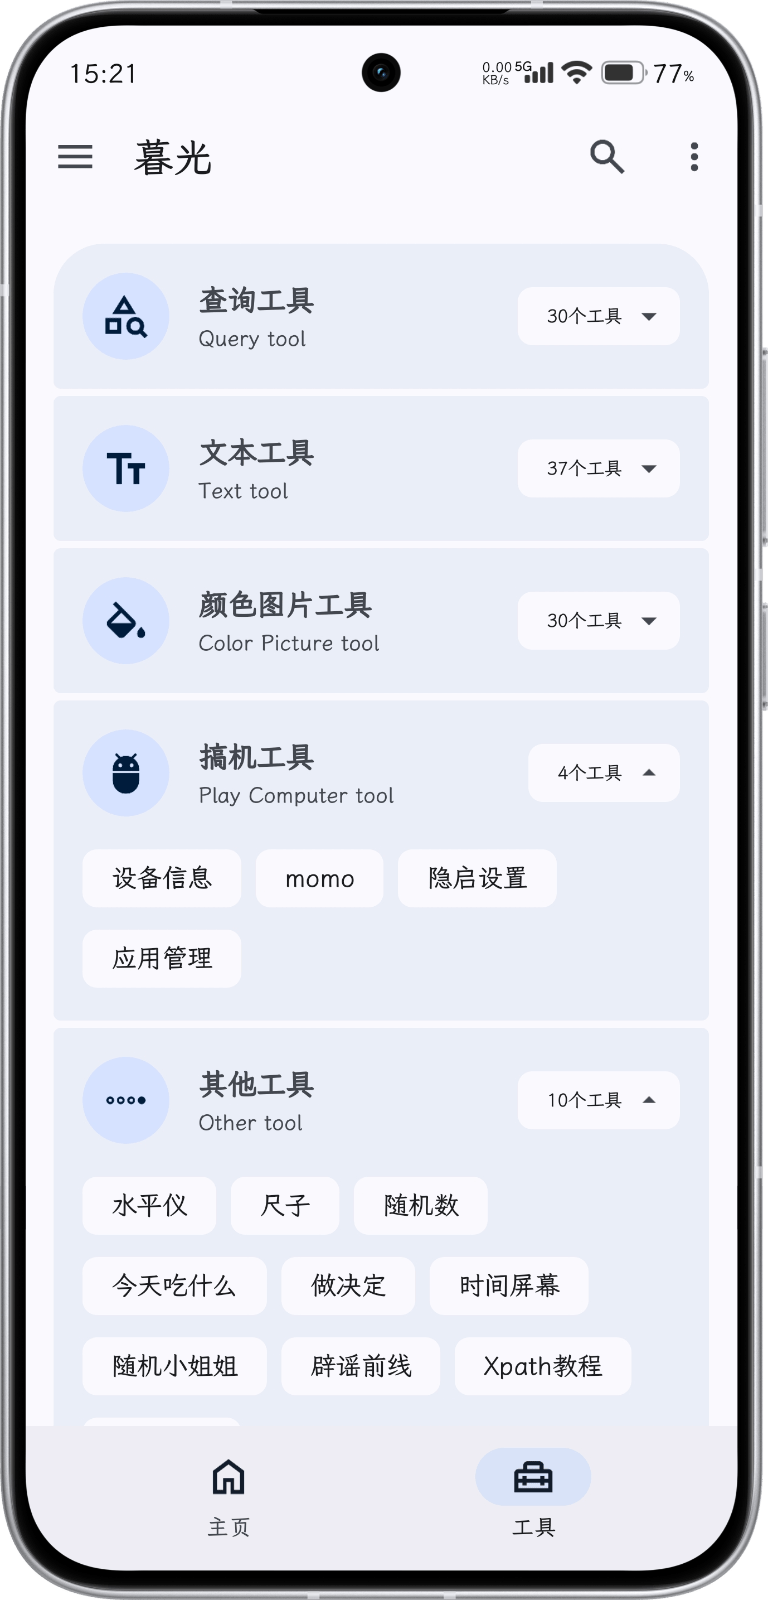 15:21
0.00 KB/s 5G 77%
暮光
查询工具
Query tool
30个工具
文本工具
Text tool
37个工具
颜色图片工具
Color Picture tool
30个工具
搞机工具
Play Computer tool
4个工具
设备信息 momo 隐启设置
应用管理
其他工具
Other tool
10个工具
水平仪 尺子 随机数
今天吃什么 做决定 时间屏幕
随机小姐姐 辟谣前线 Xpath教程
主页 工具